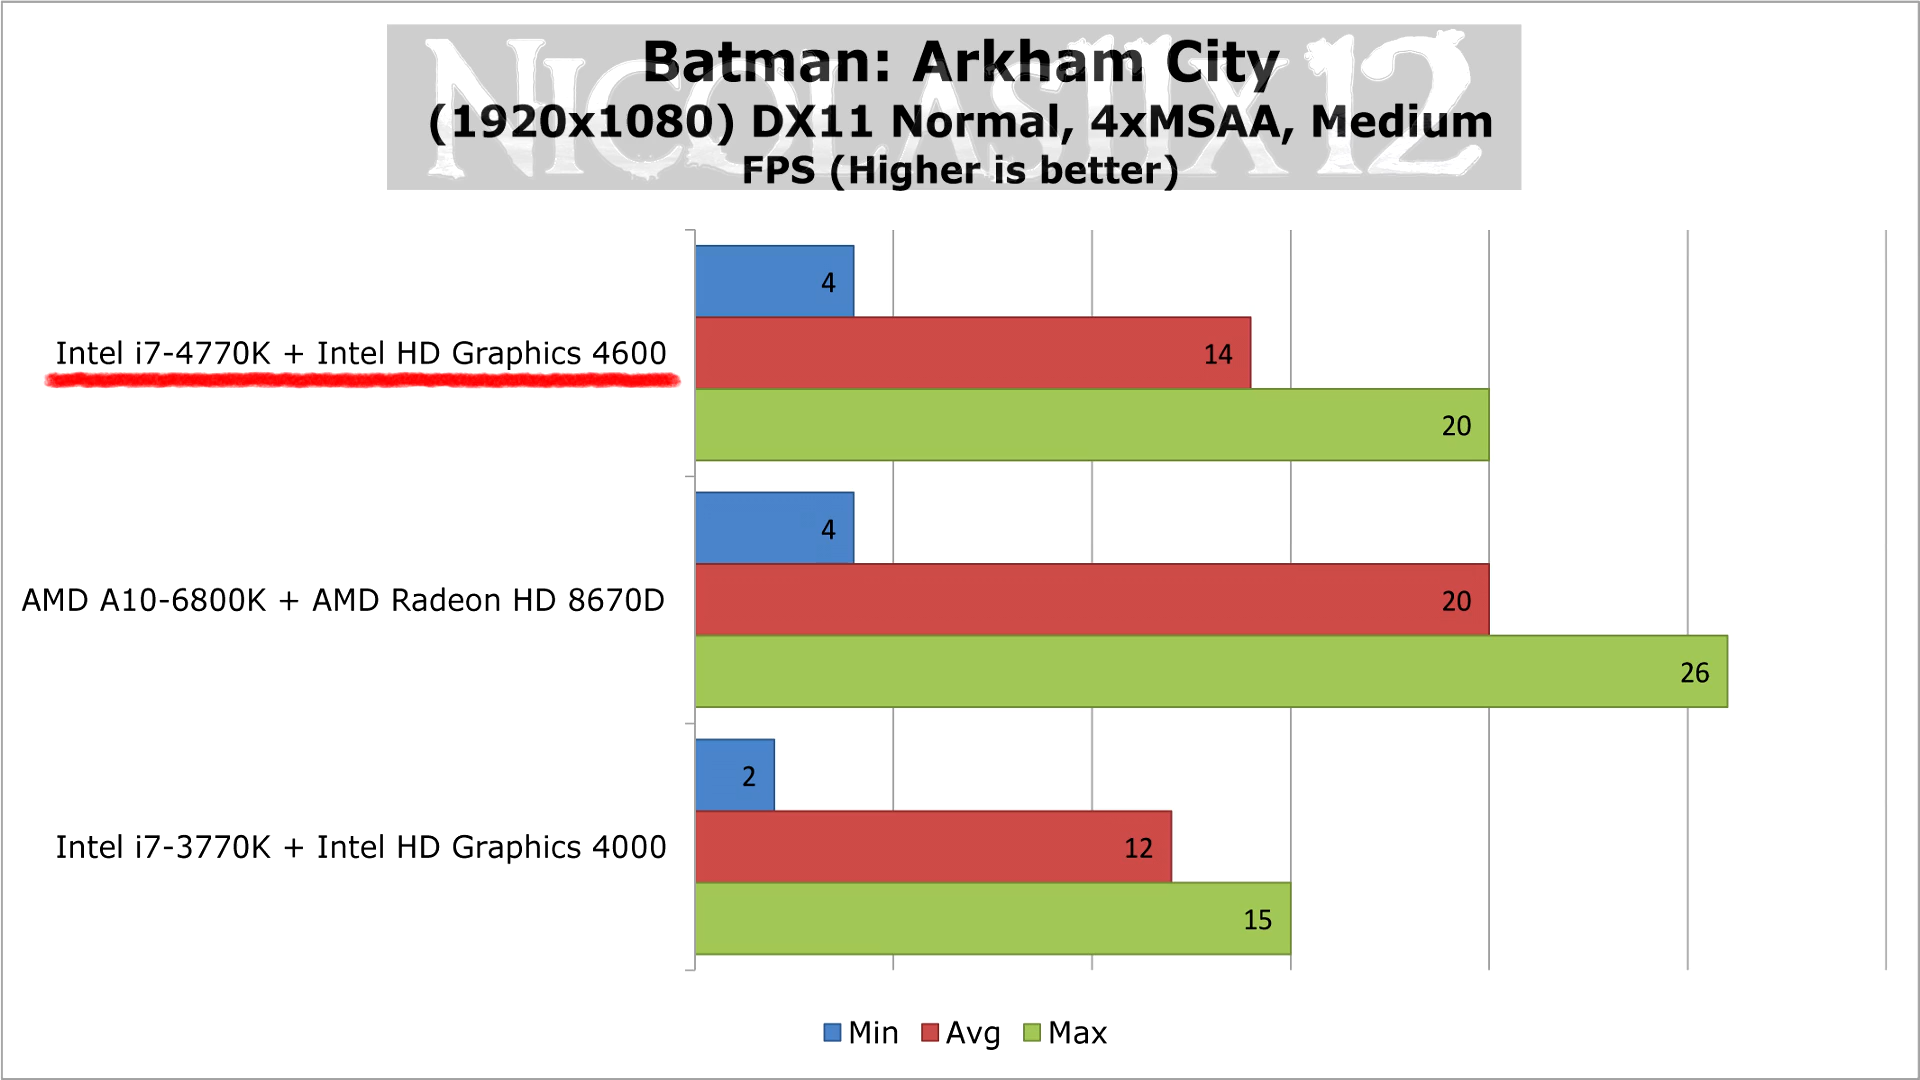 Batman: Arkham City
(1920x1080) DX11 Normal, 4xMSAA, Medium
FPS (Higher is better)
NICOLAS11X12
4
Intel i7-4770K + Intel HD Graphics 4600
14
20
4
AMD A10-6800K + AMD Radeon HD 8670D
20
26
2
Intel i7-3770K + Intel HD Graphics 4000
12
15
Min Avg Max